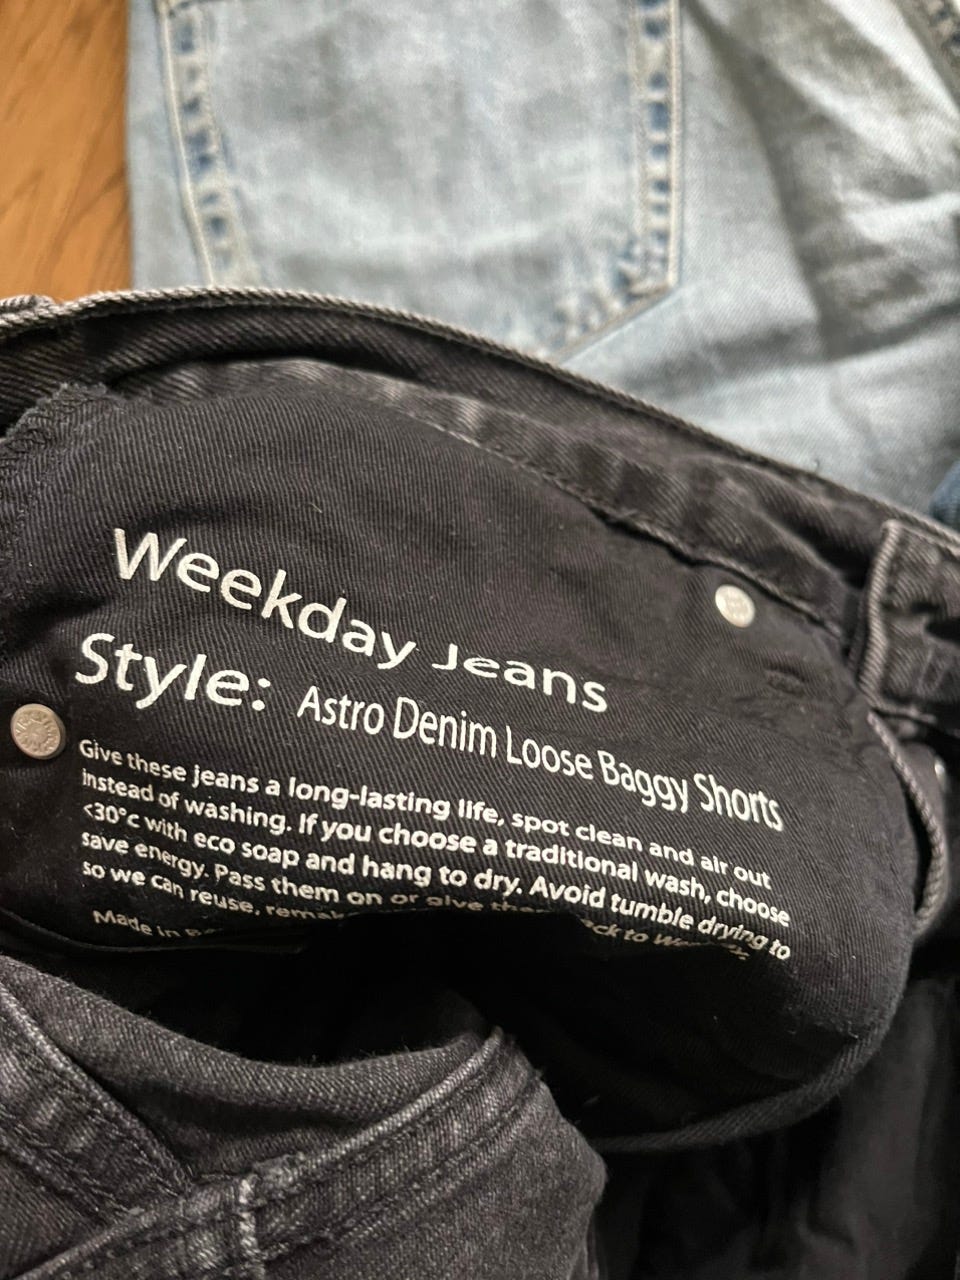 Weekday Jeans
Style: Astro Denim Loose Baggy Shorts
Give these jeans a long-lasting life, spot clean and air out
instead of washing. If you choose a traditional wash, choose
<30°c with eco soap and hang to dry. Avoid tumble drying to
save energy. Pass them on or give them back to Weekday,
so we can reuse, remake
Made in